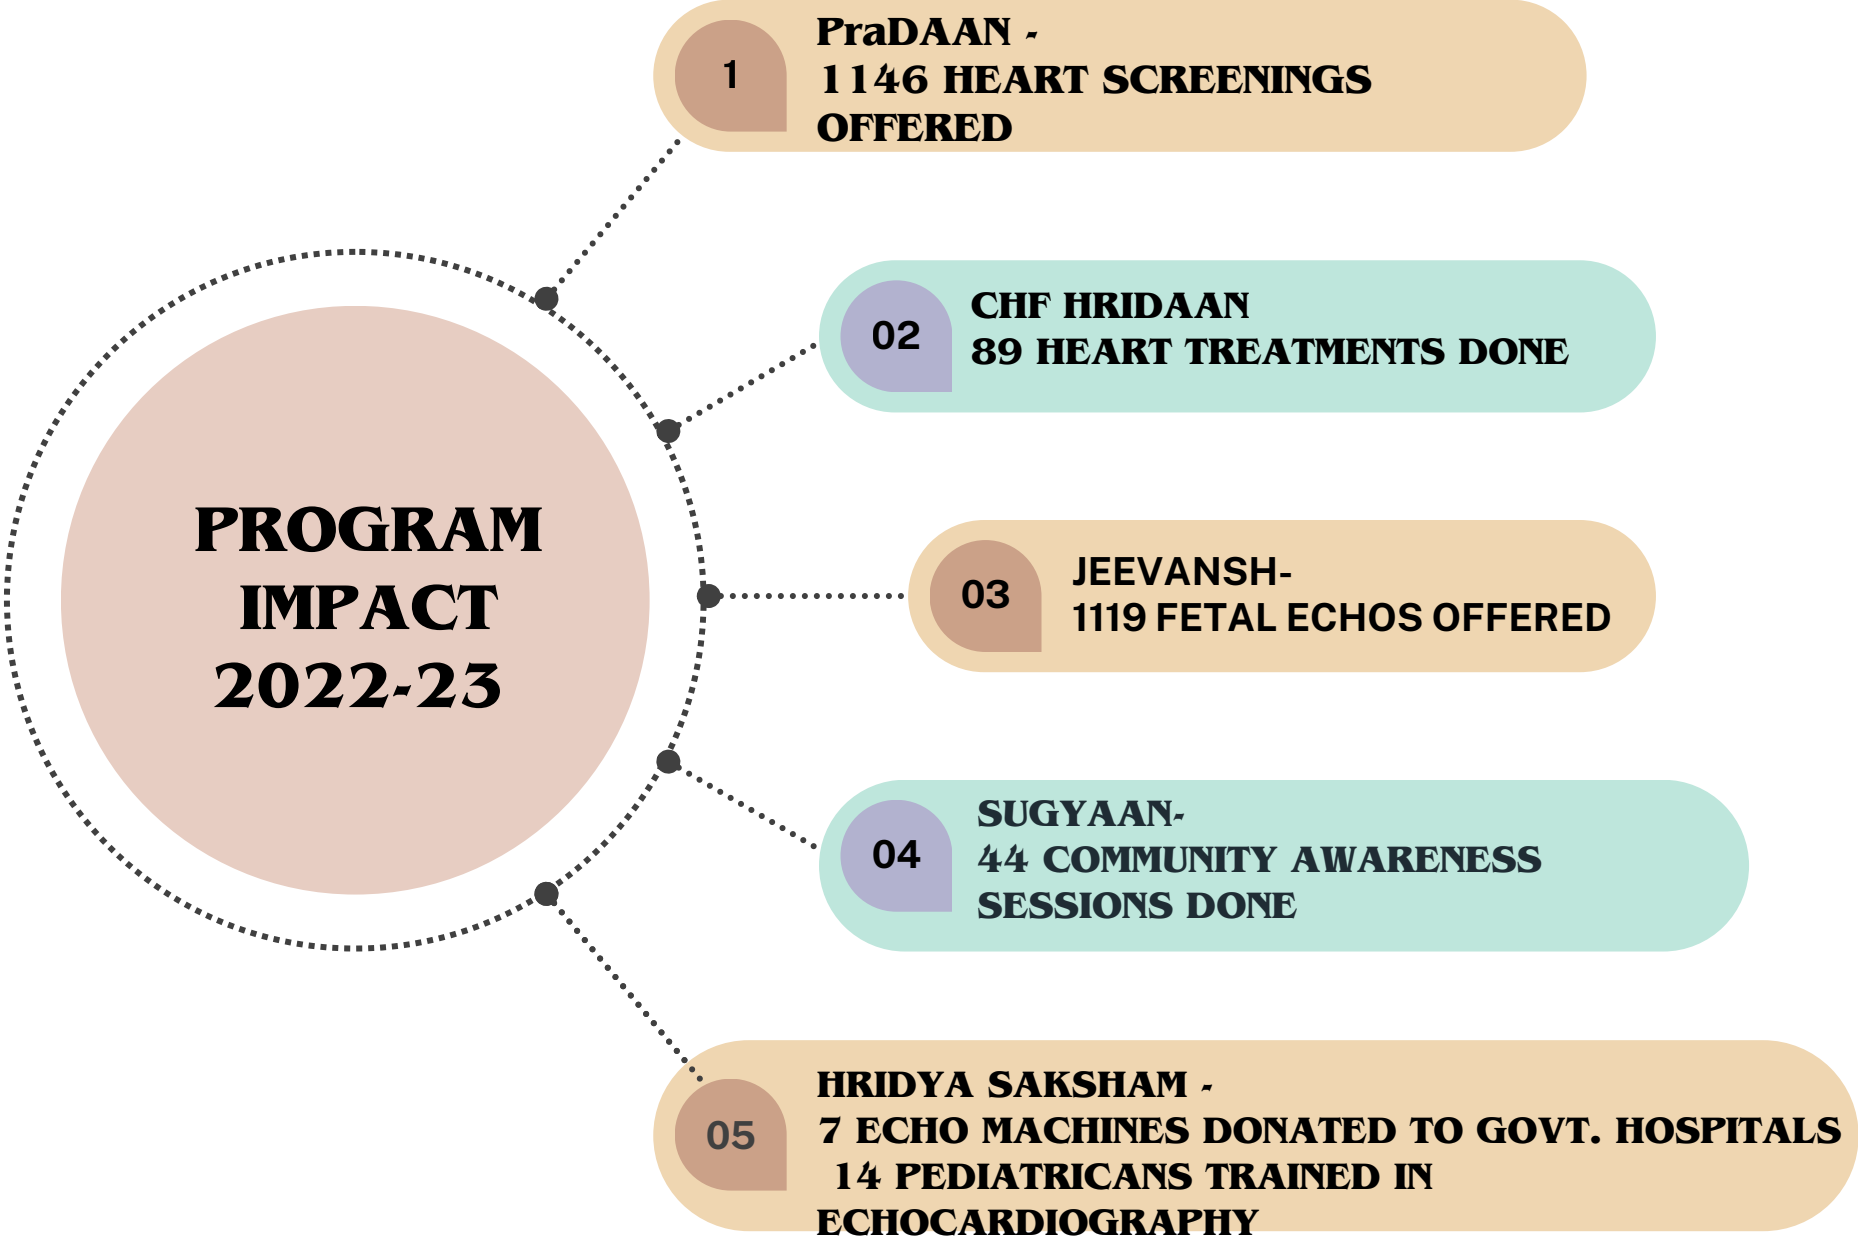 PROGRAM
IMPACT
2022-23
1
PraDAAN -
1146 HEART SCREENINGS
OFFERED
02
CHF HRIDAAN
89 HEART TREATMENTS DONE
03
JEEVANSH-
1119 FETAL ECHOS OFFERED
04
SUGYAAN-
44 COMMUNITY AWARENESS
SESSIONS DONE
05
HRIDYA SAKSHAM -
7 ECHO MACHINES DONATED TO GOVT. HOSPITALS
14 PEDIATRICANS TRAINED IN
ECHOCARDIOGRAPHY